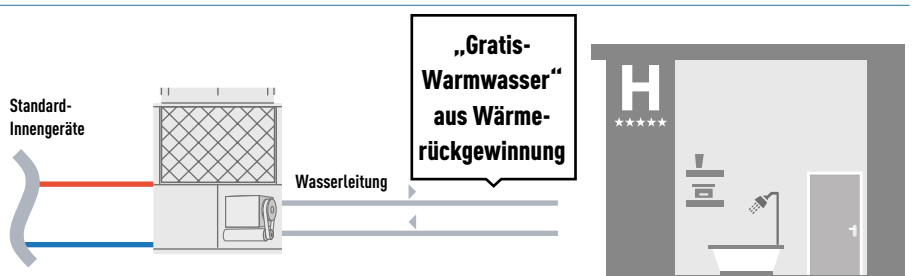 Standard-
Innengeräte
Wasserleitung
„Gratis-
Warmwasser“
aus Wärme-
rückgewinnung
H
★★★★★